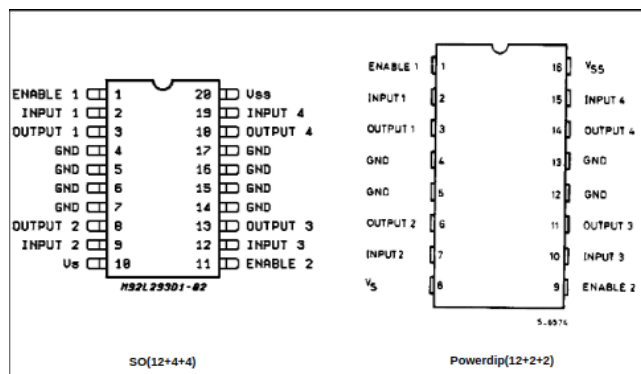 ENABLE 1 1 20 Vss
INPUT 1 2 19 INPUT 4
OUTPUT 1 3 18 OUTPUT 4
GND 4 17 GND
GND 5 16 GND
GND 6 15 GND
GND 7 14 GND
OUTPUT 2 8 13 OUTPUT 3
INPUT 2 9 12 INPUT 3
Vs 10 11 ENABLE 2
M92L293D1-02
SO(12+4+4)
ENABLE 1 1 16 VSS
INPUT 1 2 15 INPUT 4
OUTPUT 1 3 14 OUTPUT 4
GND 4 13 GND
GND 5 12 GND
OUTPUT 2 6 11 OUTPUT 3
INPUT 2 7 10 INPUT 3
VS 8 9 ENABLE 2
S-6974
Powerdip(12+2+2)